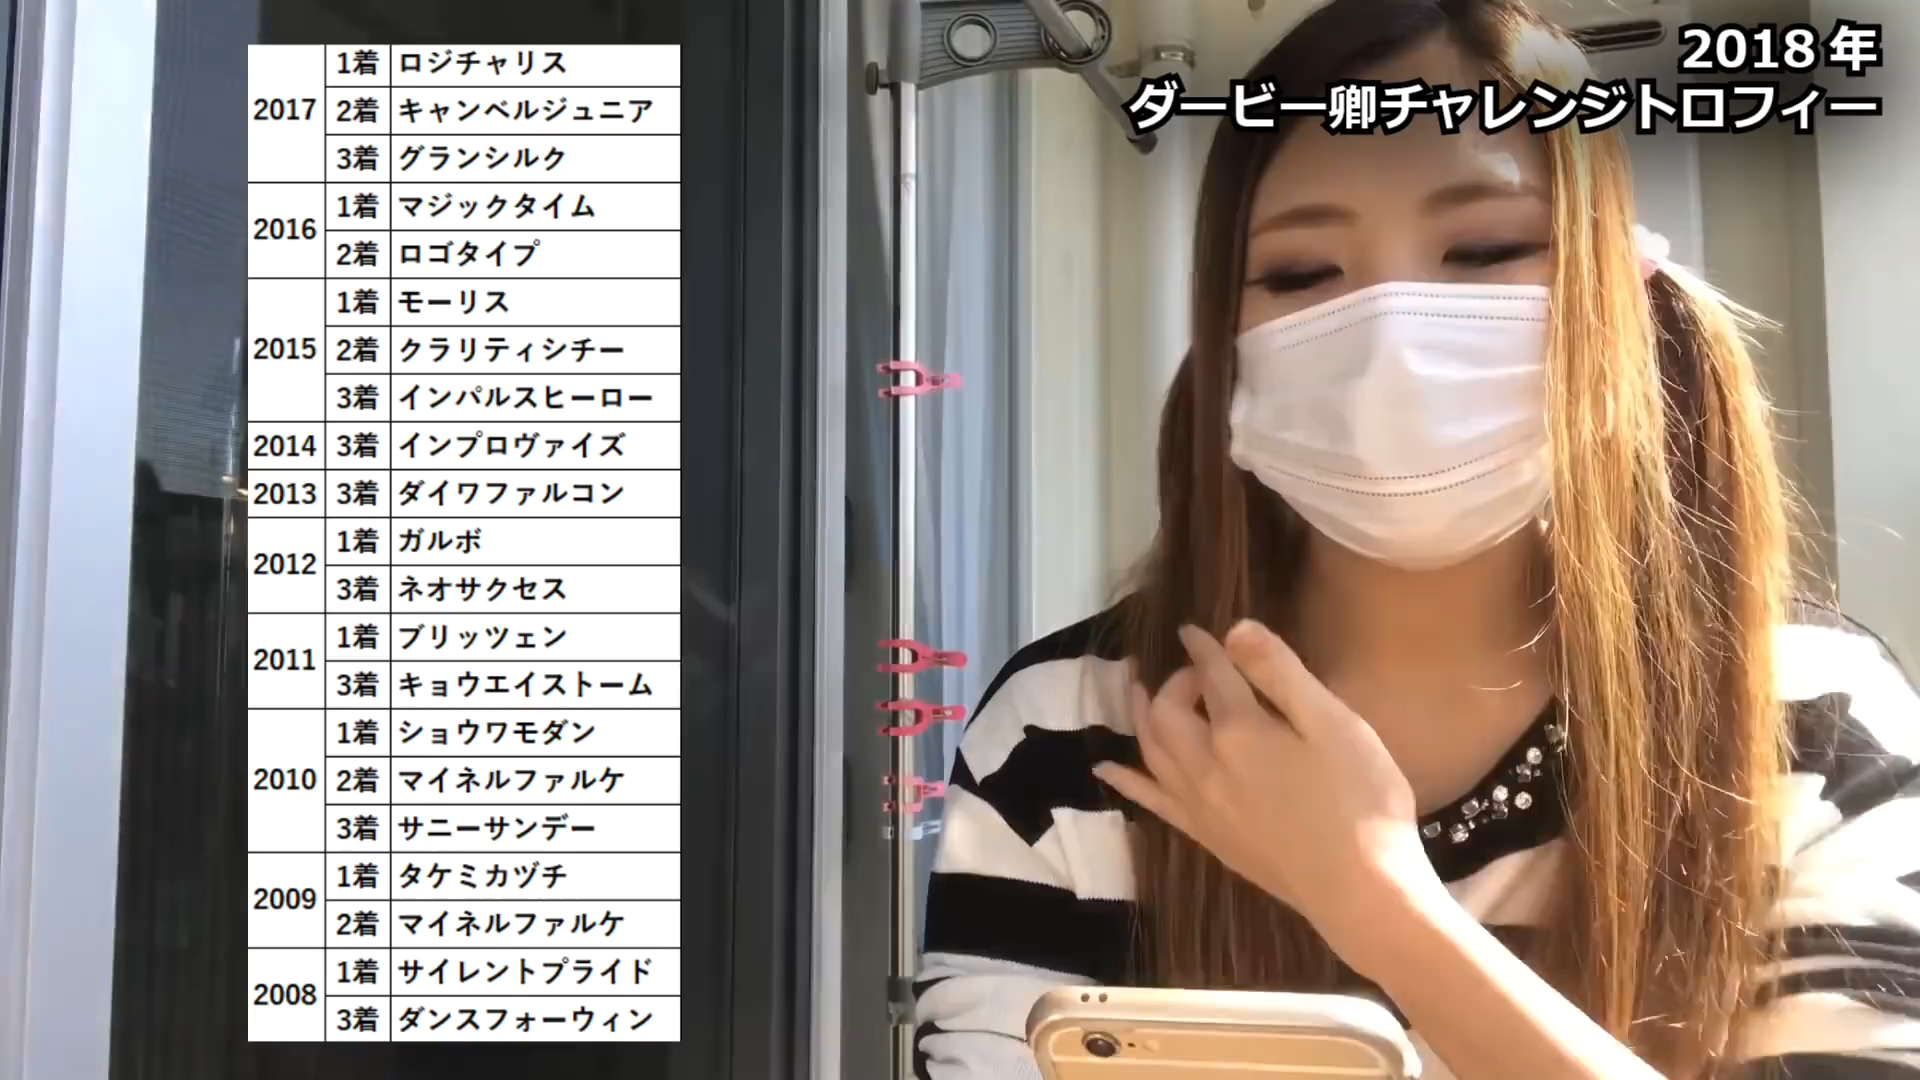 2018 年
ダービー卿チャレンジトロフィー
2017
1着 ロジチャリス
2着 キャンベルジュニア
3着 グランシルク
2016
1着 マジックタイム
2着 ロゴタイプ
2015
1着 モーリス
2着 クラリティシチー
3着 インパルスヒーロー
2014 3着 インプロヴァイズ
2013 3着 ダイワファルコン
2012
1着 ガルボ
3着 ネオサクセス
2011
1着 ブリッツェン
3着 キョウエイストーム
2010
1着 ショウワモダン
2着 マイネルファルケ
3着 サニーサンデー
2009
1着 タケミカヅチ
2着 マイネルファルケ
2008
1着 サイレントプライド
3着 ダンスフォーウィン